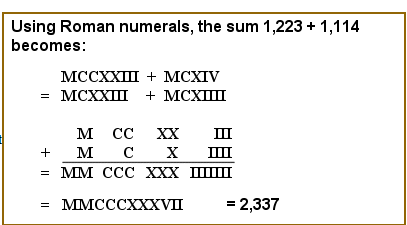 Using Roman numerals, the sum 1,223 + 1,114
becomes:
MCCXXIII + MCXIV
= MCXXIII + MCXIIII
M CC XX III
+ M C X IIII
= MM CCC XXX IIIIIII
= MMCCCXXXVII = 2,337